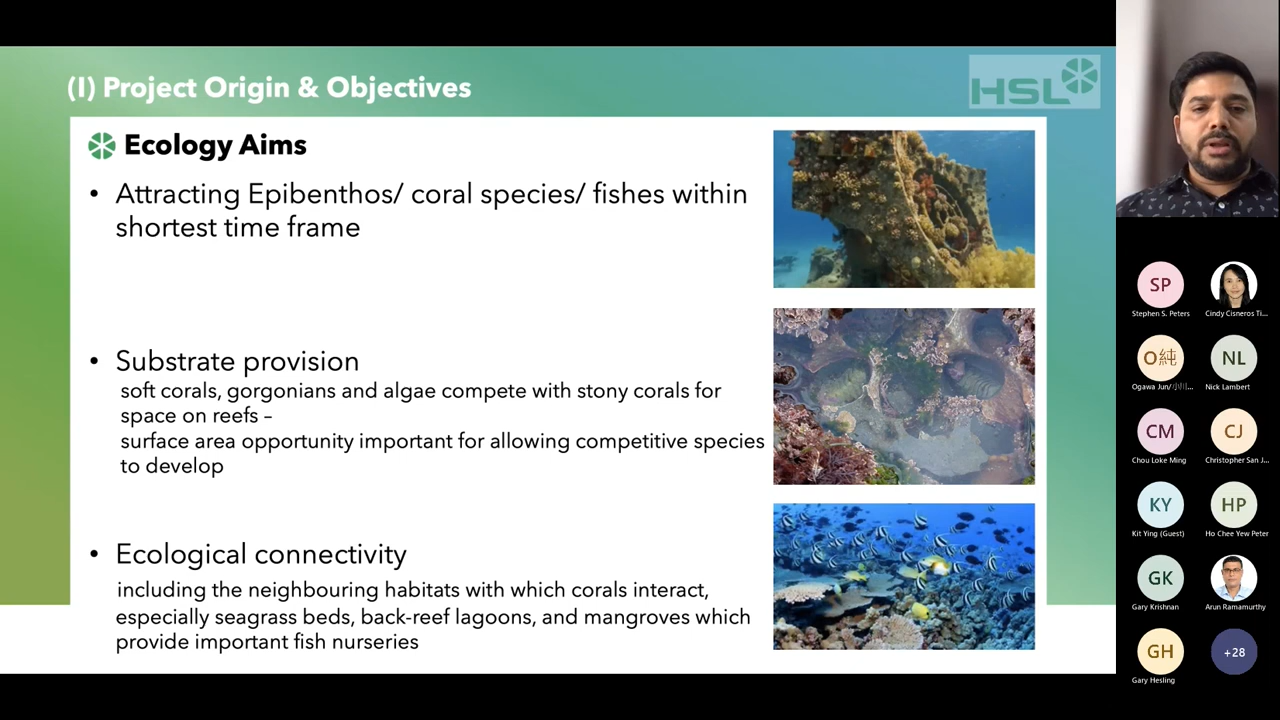 (I) Project Origin & Objectives
HSL
Ecology Aims
• Attracting Epibenthos/ coral species/ fishes within
shortest time frame
• Substrate provision
soft corals, gorgonians and algae compete with stony corals for
space on reefs –
surface area opportunity important for allowing competitive species
to develop
• Ecological connectivity
including the neighbouring habitats with which corals interact,
especially seagrass beds, back-reef lagoons, and mangroves which
provide important fish nurseries
SP
Stephen S. Peters
Cindy Cisneros Ti...
O純
Ogawa Jun/小川...
NL
Nick Lambert
CM
Chou Loke Ming
CJ
Christopher San J...
KY
Kit Ying (Guest)
HP
Ho Chee Yew Peter
GK
Gary Krishnan
Arun Ramamurthy
GH
Gary Hesling
+28